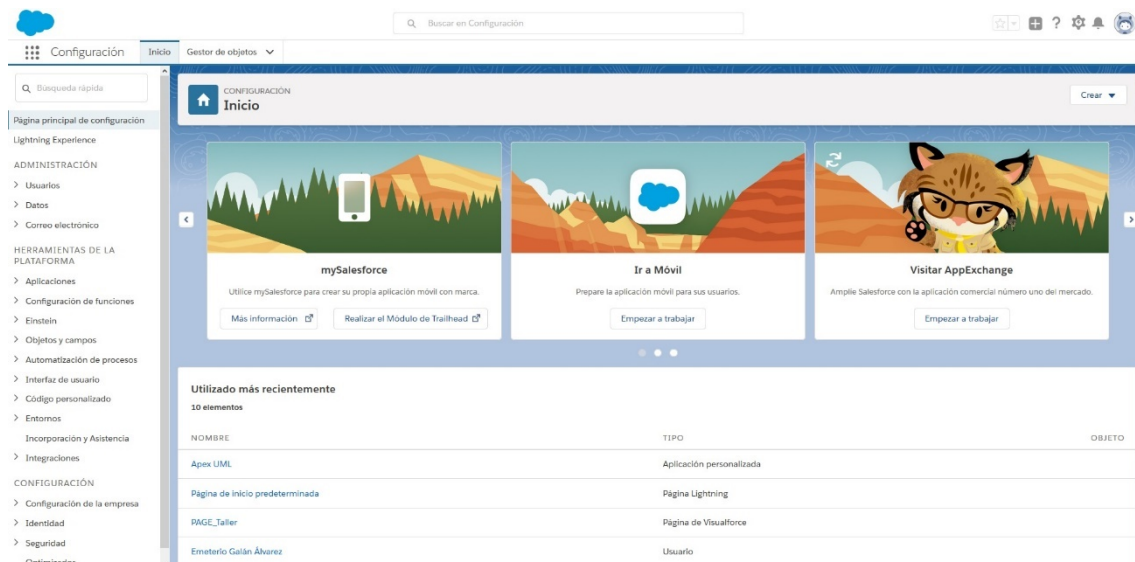 Buscar en Configuración
?
Configuración
Inicio
Gestor de objetos
Búsqueda rápida
Página principal de configuración
Lightning Experience
ADMINISTRACIÓN
Usuarios
Datos
Correo electrónico
HERRAMIENTAS DE LA
PLATAFORMA
Aplicaciones
Configuración de funciones
Einstein
Objetos y campos
Automatización de procesos
Interfaz de usuario
Código personalizado
Entornos
Incorporación y Asistencia
Integraciones
CONFIGURACIÓN
Configuración de la empresa
Identidad
Seguridad
Optimizador
CONFIGURACIÓN
Inicio
Crear
mySalesforce
Utilice mySalesforce para crear su propia aplicación móvil con marca.
Más información
Realizar el Módulo de Trailhead
Ir a Móvil
Prepare la aplicación móvil para sus usuarios.
Empezar a trabajar
Visitar AppExchange
Amplíe Salesforce con la aplicación comercial número uno del mercado.
Empezar a trabajar
Utilizado más recientemente
10 elementos
NOMBRE TIPO OBJETO
Apex UML Aplicación personalizada
Página de inicio predeterminada Página Lightning
PAGE_Taller Página de Visualforce
Emeterio Galán Álvarez Usuario